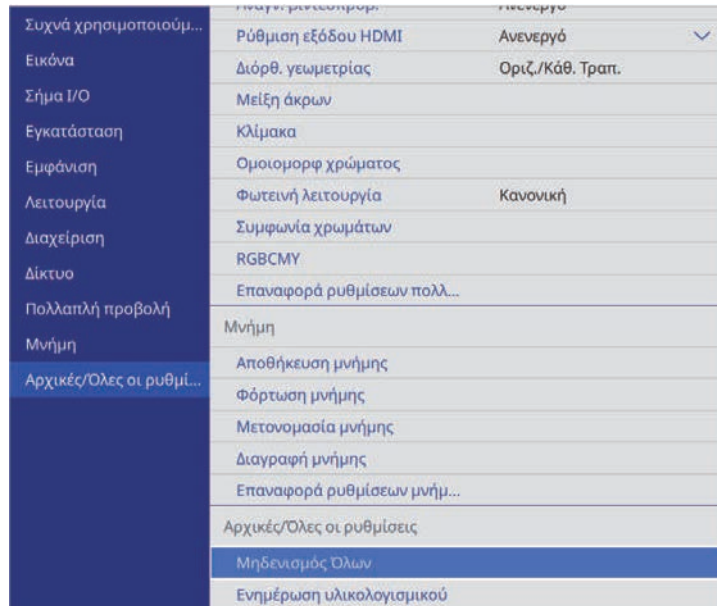 Συχνά χρησιμοποιούμ...
Εικόνα
Σήμα I/O
Εγκατάσταση
Εμφάνιση
Λειτουργία
Διαχείριση
Δίκτυο
Πολλαπλή προβολή
Μνήμη
Αρχικές/Όλες οι ρυθμί...
Ρύθμιση εξόδου HDMI Ανενεργό
Διόρθ. γεωμετρίας Οριζ./Κάθ. Τραπ.
Μείξη άκρων
Κλίμακα
Ομοιομορφ χρώματος
Φωτεινή λειτουργία Κανονική
Συμφωνία χρωμάτων
RGBCMY
Επαναφορά ρυθμίσεων πολλ...
Μνήμη
Αποθήκευση μνήμης
Φόρτωση μνήμης
Μετονομασία μνήμης
Διαγραφή μνήμης
Επαναφορά ρυθμίσεων μνήμ...
Αρχικές/Όλες οι ρυθμίσεις
Μηδενισμός Όλων
Ενημέρωση υλικολογισμικού